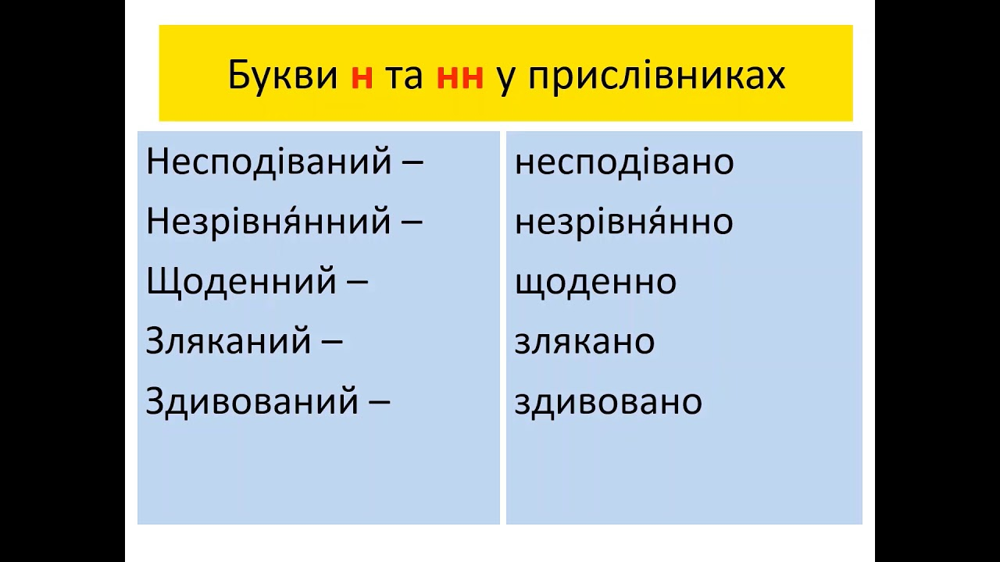 Букви н та нн у прислівниках
Несподіваний – несподівано
Незрівня́нний – незрівня́нно
Щоденний – щоденно
Зляканий – злякано
Здивований – здивовано